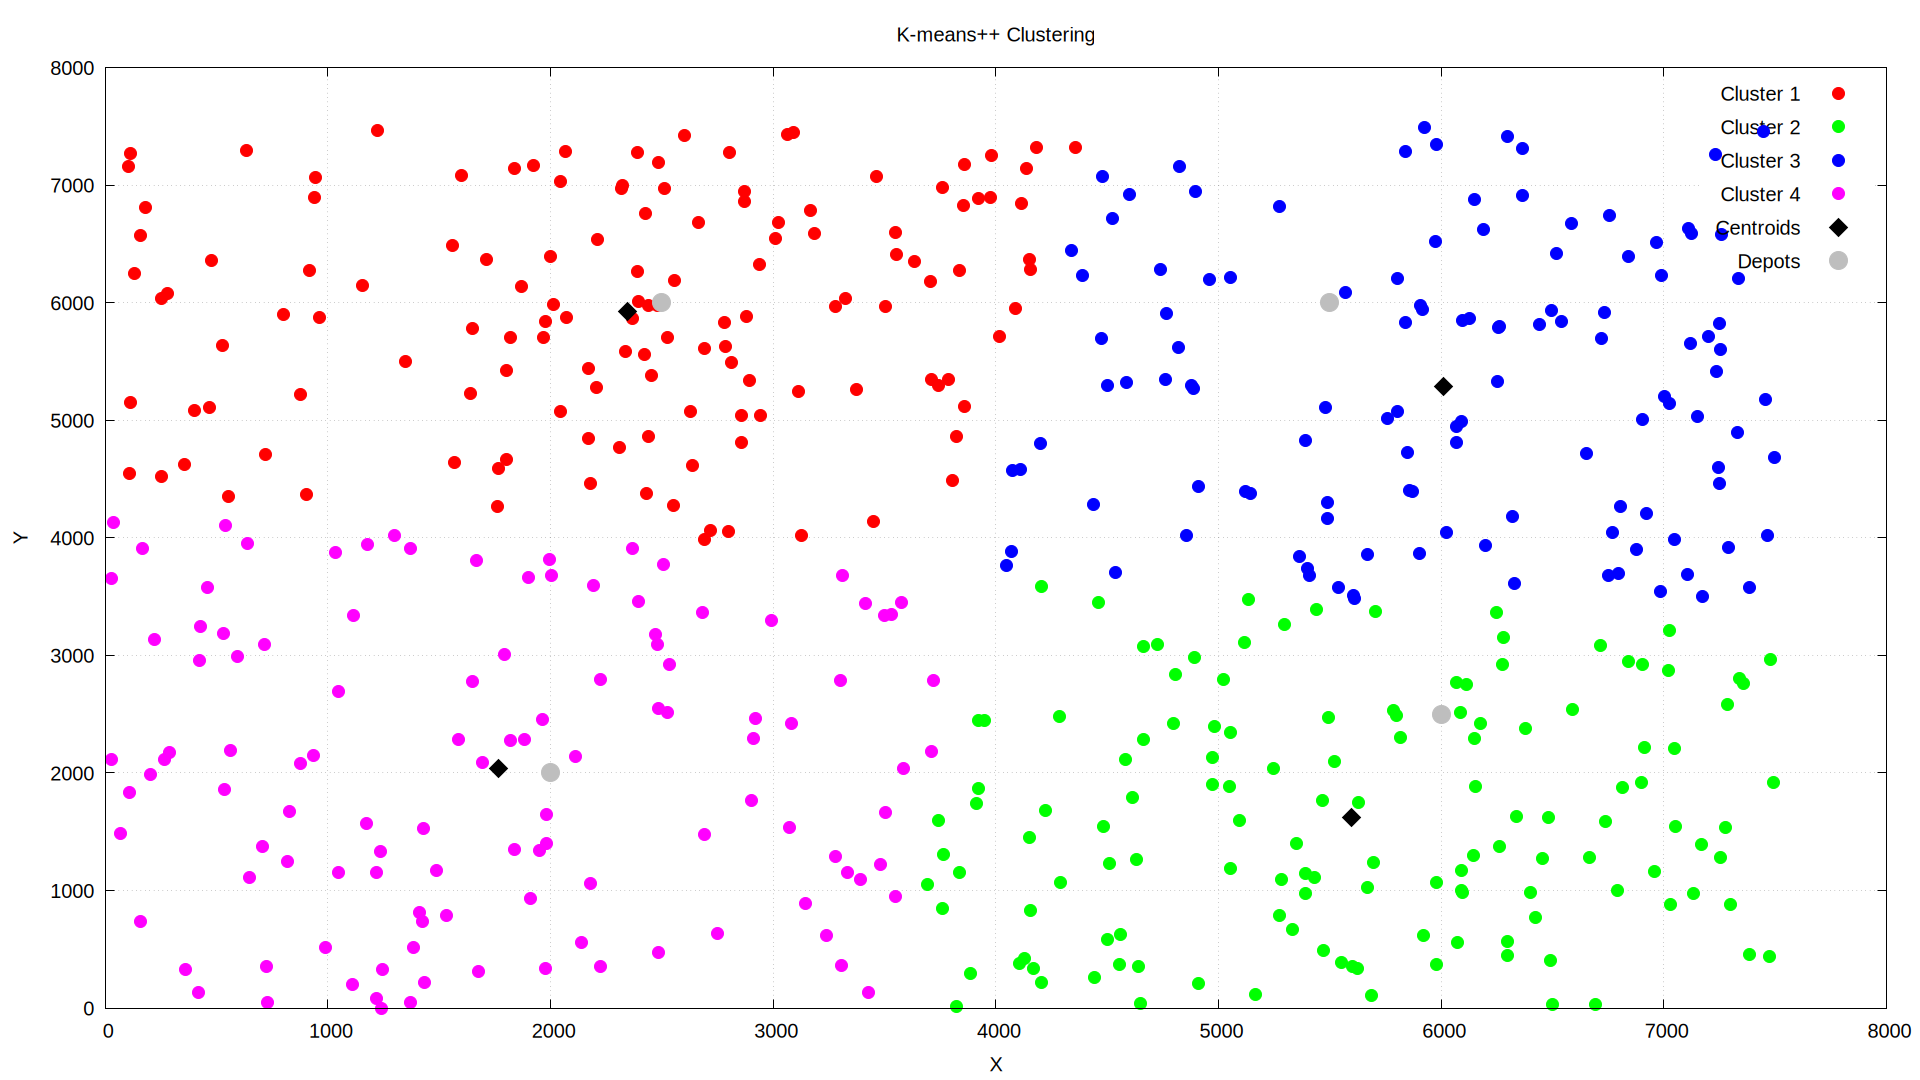 K-means++ Clustering
8000
7000
6000
5000
4000
3000
2000
1000
0
Y
Cluster 1
Cluster 2
Cluster 3
Cluster 4
Centroids
Depots
0 1000 2000 3000 4000 5000 6000 7000 8000
X